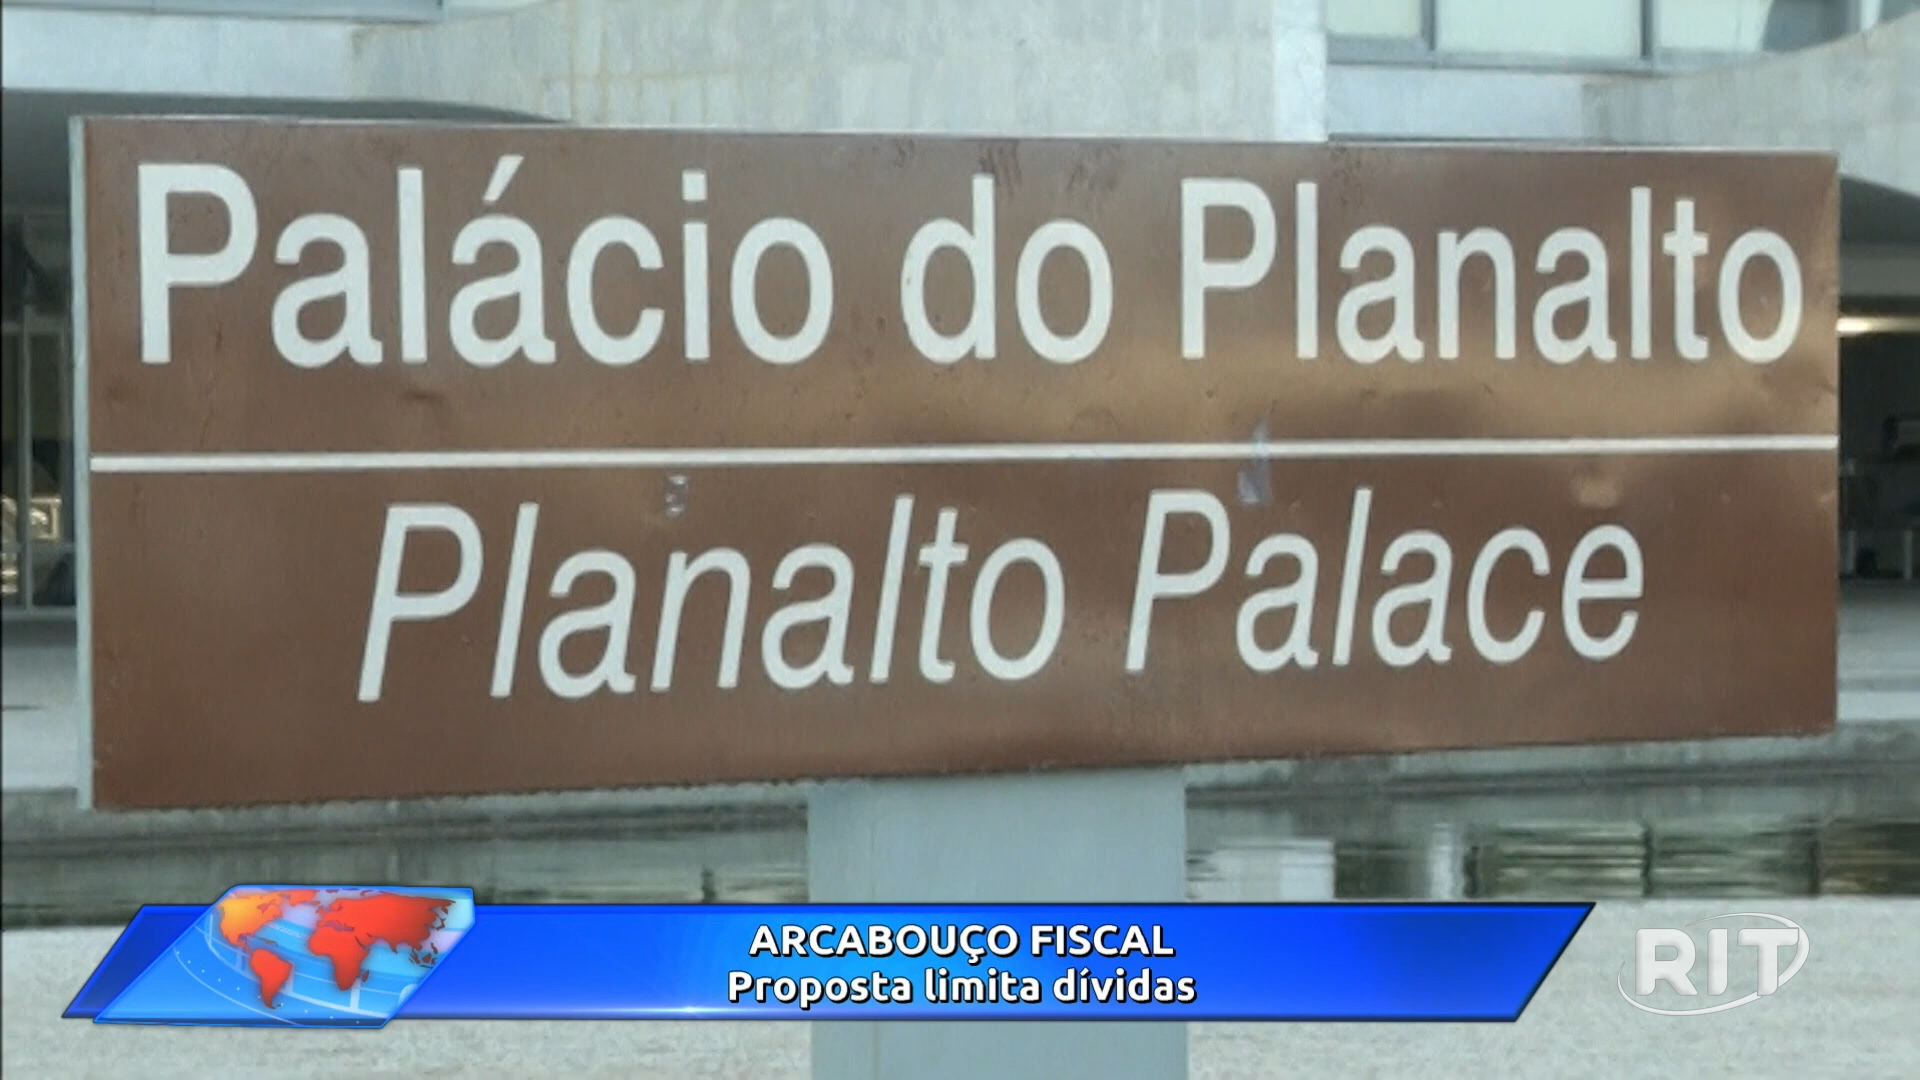 Palácio do Planalto
Planalto Palace
ARCABOUÇO FISCAL
Proposta limita dívidas
RIT